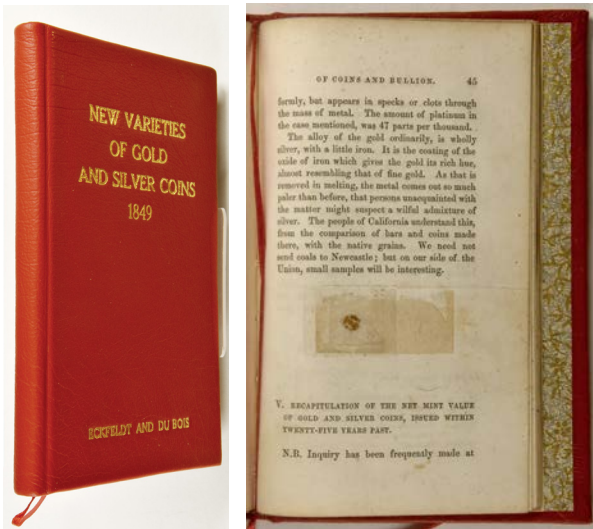 NEW VARIETIES
OF GOLD
AND SILVER COINS
1849
ECKFELDT AND DU BOIS
OF COINS AND BULLION. 45
formly, but appears in specks or clots through
the mass of metal. The amount of platinum in
the case mentioned, was 47 parts per thousand.
The alloy of the gold ordinarily, is wholly
silver, with a little iron. It is the coating of the
oxide of iron which gives the gold its rich hue,
almost resembling that of fine gold. As that is
removed in melting, the metal comes out so much
paler than before, that persons unacquainted with
the matter might suspect a wilful admixture of
silver. The people of California understand this,
from the comparison of bars and coins made
there, with the native grains. We need not
send coals to Newcastle; but on our side of the
Union, small samples will be interesting.
V. RECAPITULATION OF THE NET MINT VALUE
OF GOLD AND SILVER COINS, ISSUED WITHIN
TWENTY-FIVE YEARS PAST.
N.B. Inquiry has been frequently made at